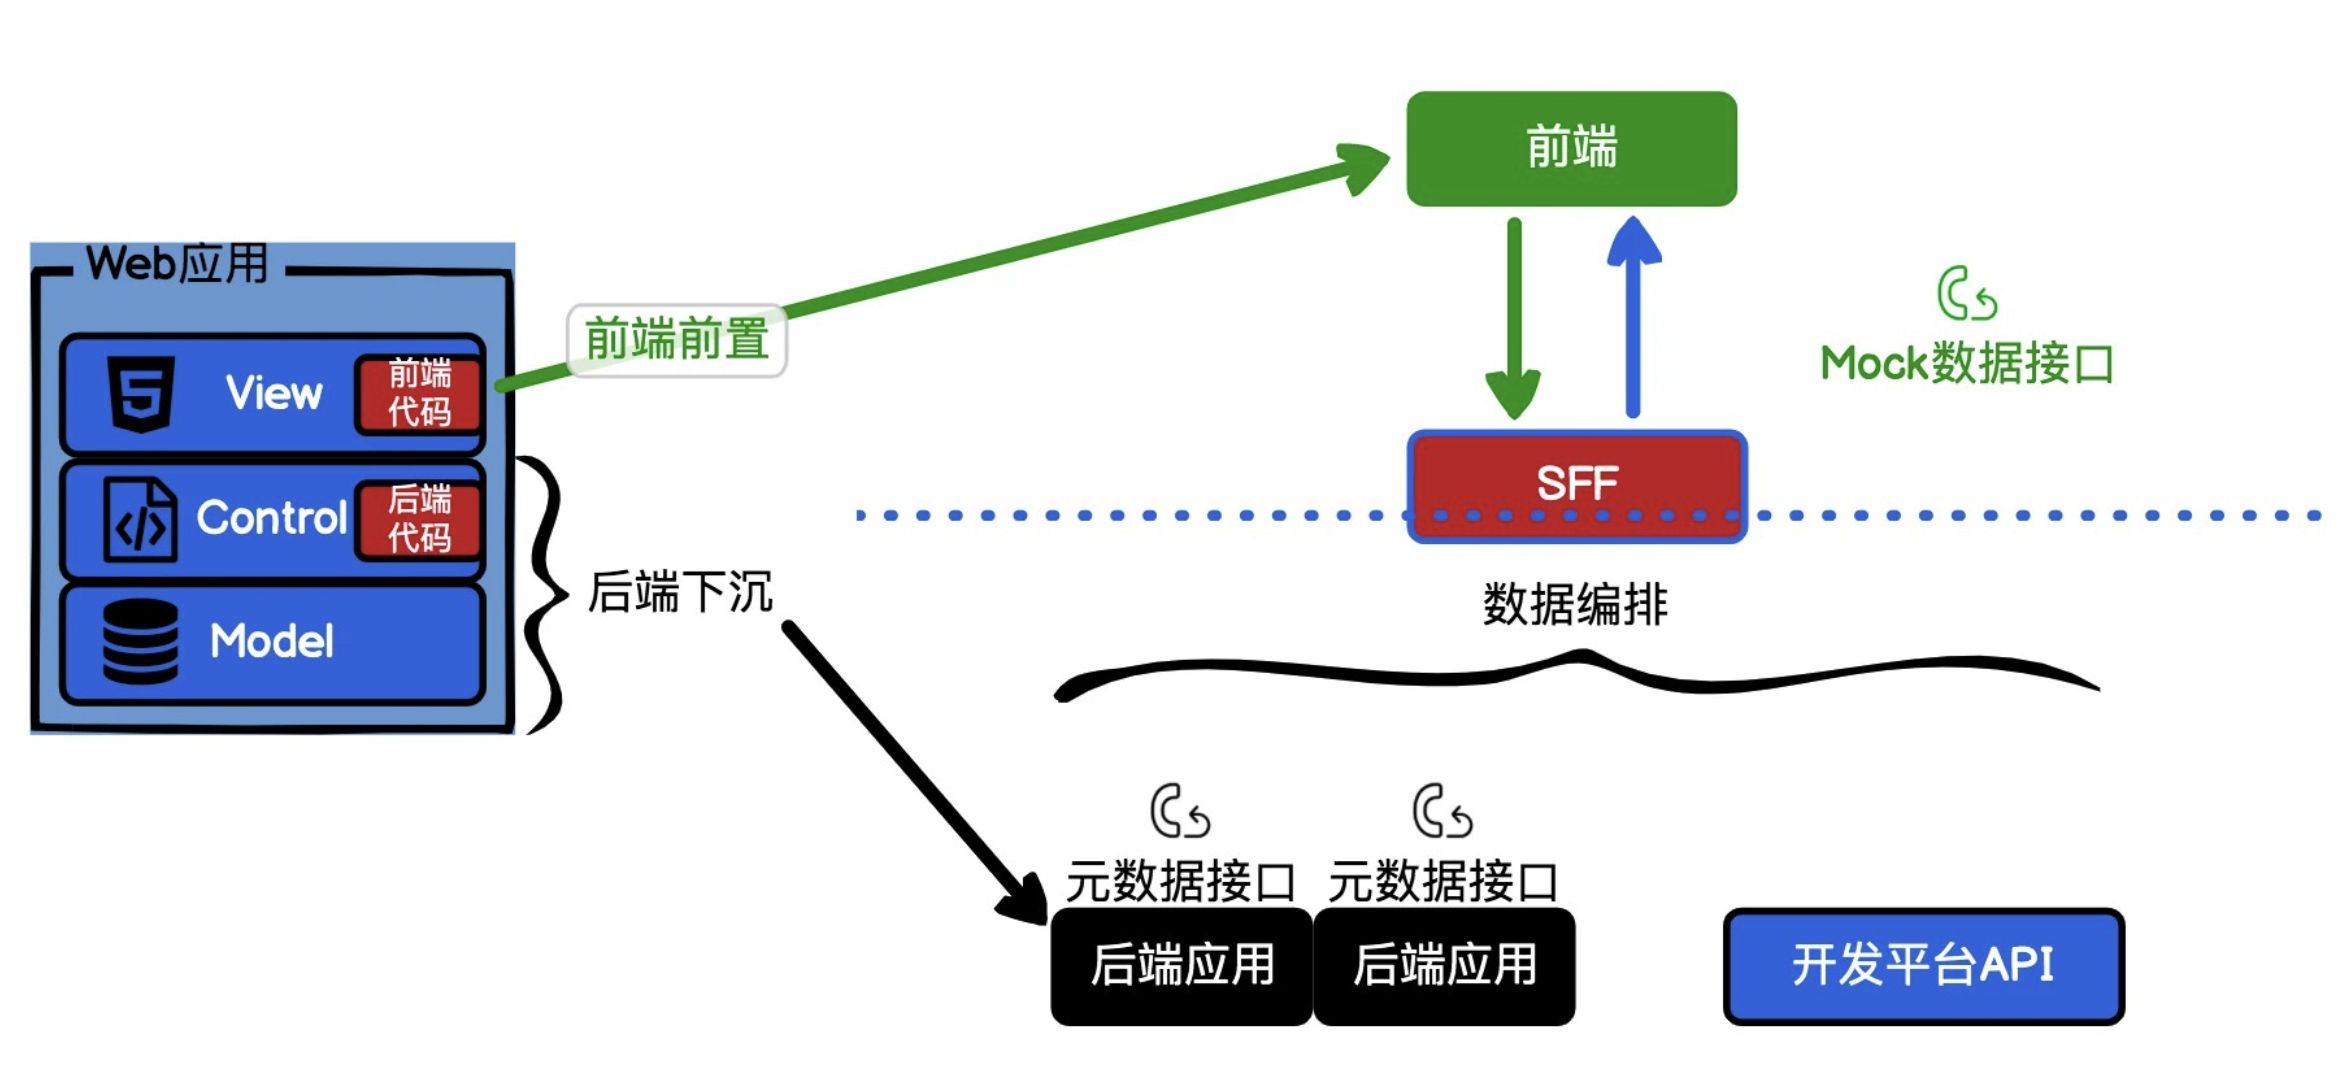 Web应用
View
前端
代码
Control
后端
代码
Model
前端前置
后端下沉
前端
Mock数据接口
SFF
数据编排
元数据接口
元数据接口
后端应用
后端应用
开发平台API